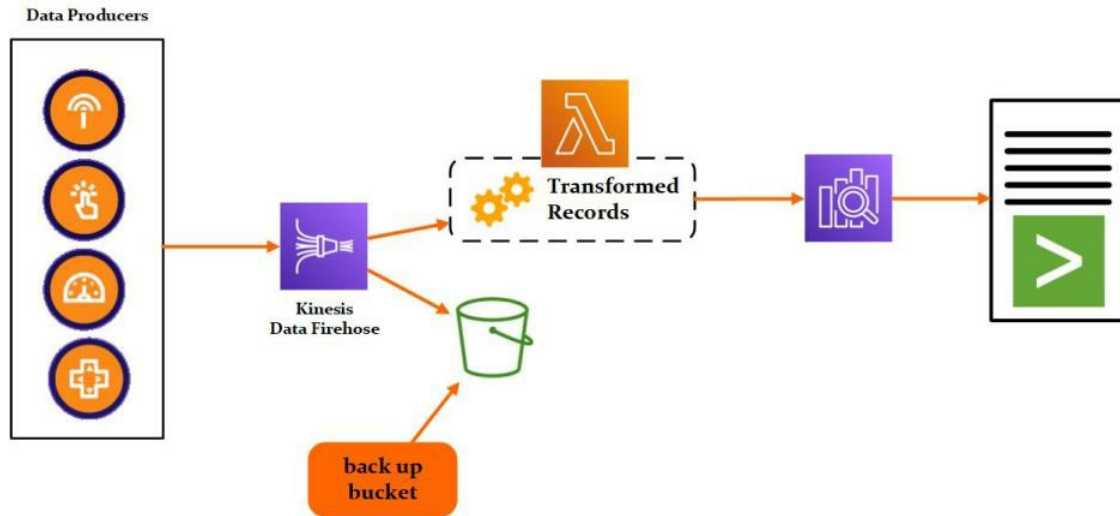 Data Producers
Transformed
Records
Kinesis
Data Firehose
back up
bucket